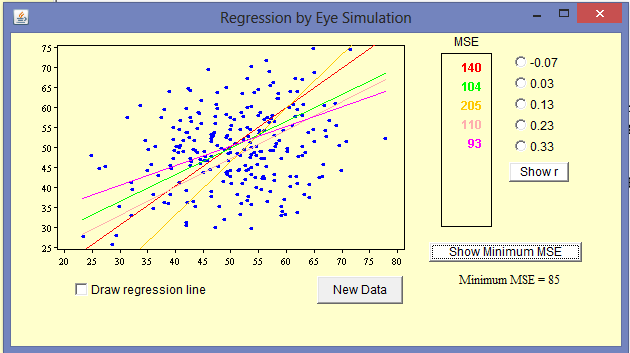 Regression by Eye Simulation
MSE
140
104
205
110
93
-0.07
0.03
0.13
0.23
0.33
Show r
Show Minimum MSE
Minimum MSE = 85
75
70
65
60
55
50
45
40
35
30
25
20 25 30 35 40 45 50 55 60 65 70 75 80
Draw regression line
New Data